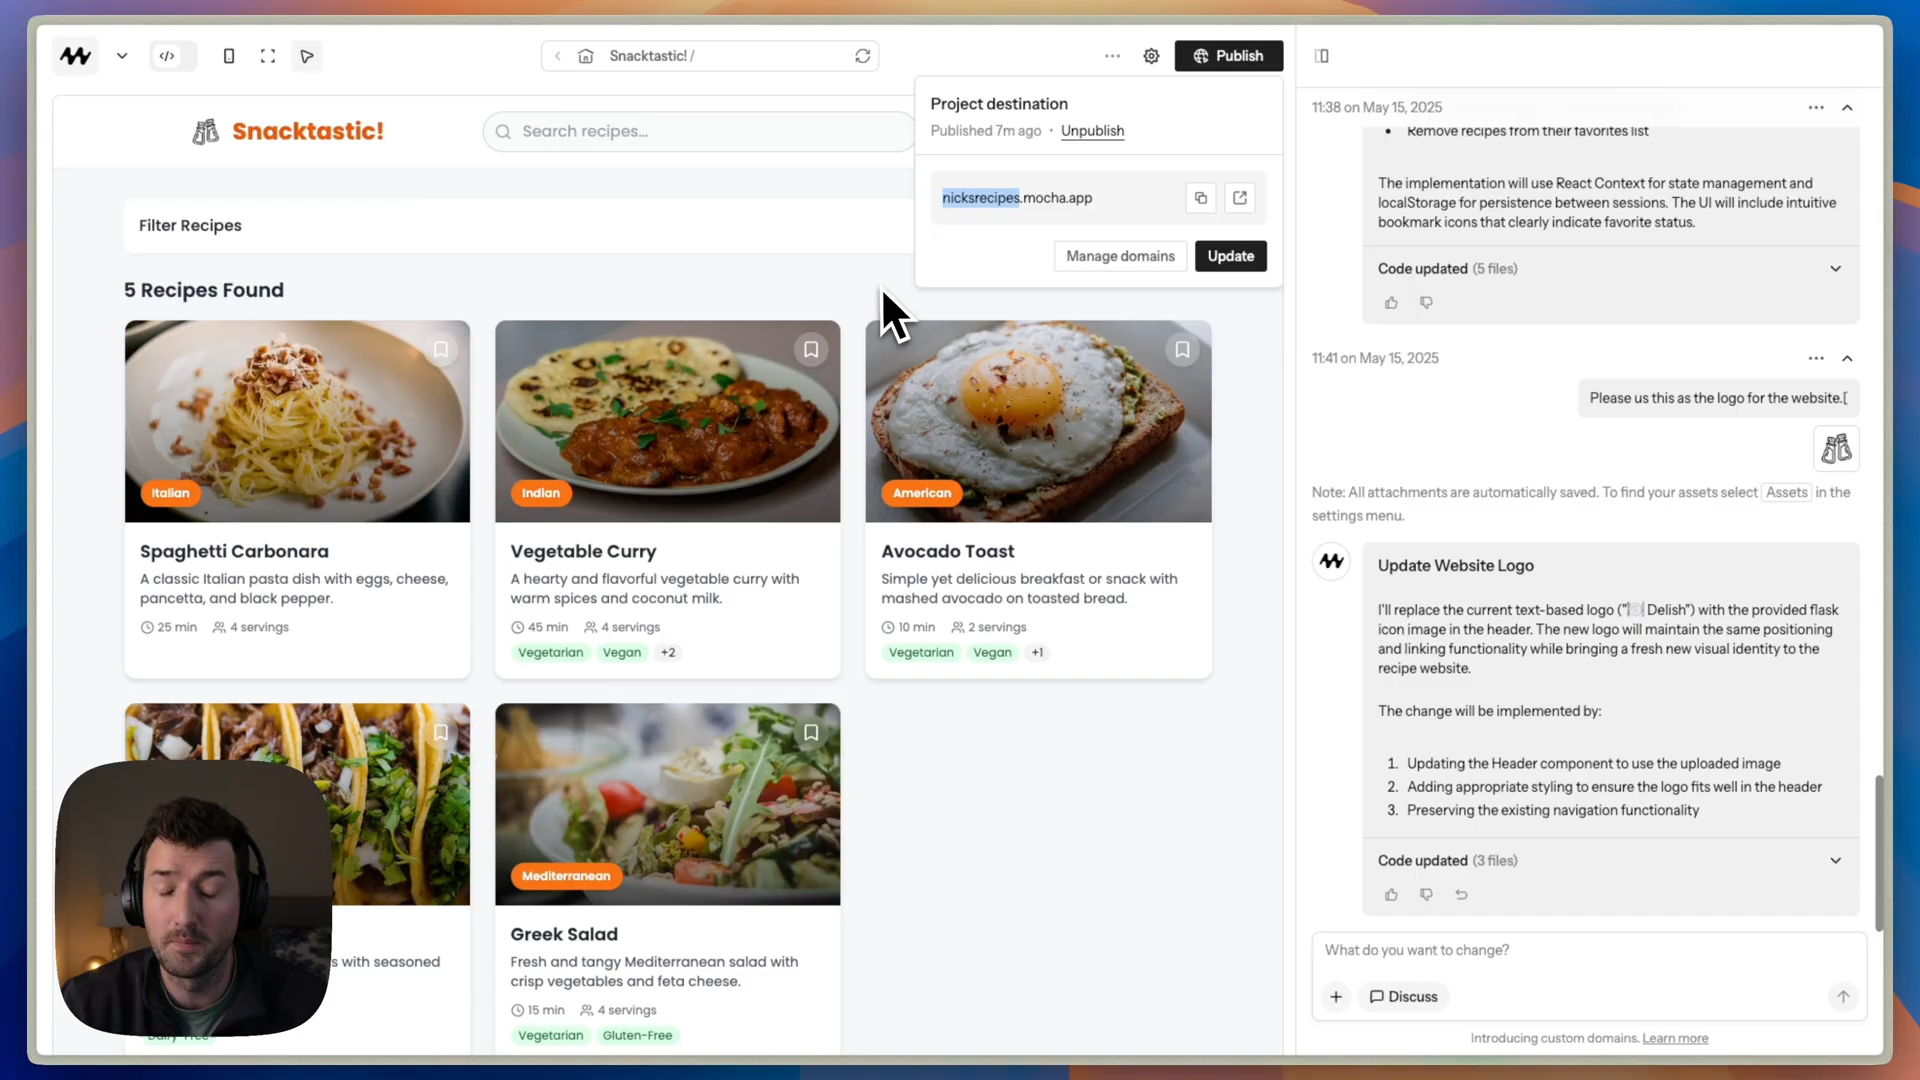 Snacktastic! /
Publish
Project destination
Published 7m ago • Unpublish
nicksrecipes.mocha.app
Manage domains
Update
Snacktastic!
Search recipes...
Filter Recipes
5 Recipes Found
Italian
Spaghetti Carbonara
A classic Italian pasta dish with eggs, cheese,
pancetta, and black pepper.
25 min
4 servings
Indian
Vegetable Curry
A hearty and flavorful vegetable curry with
warm spices and coconut milk.
45 min
4 servings
Vegetarian
Vegan
+2
American
Avocado Toast
Simple yet delicious breakfast or snack with
mashed avocado on toasted bread.
10 min
2 servings
Vegetarian
Vegan
+1
s with seasoned
Dairy-Free
Mediterranean
Greek Salad
Fresh and tangy Mediterranean salad with
crisp vegetables and feta cheese.
15 min
4 servings
Vegetarian
Gluten-Free
11:38 on May 15, 2025
• Remove recipes from their favorites list
The implementation will use React Context for state management and
localStorage for persistence between sessions. The UI will include intuitive
bookmark icons that clearly indicate favorite status.
Code updated (5 files)
11:41 on May 15, 2025
Please us this as the logo for the website.[
Note: All attachments are automatically saved. To find your assets select Assets in the
settings menu.
Update Website Logo
I'll replace the current text-based logo ("🍽️ Delish") with the provided flask
icon image in the header. The new logo will maintain the same positioning
and linking functionality while bringing a fresh new visual identity to the
recipe website.
The change will be implemented by:
1. Updating the Header component to use the uploaded image
2. Adding appropriate styling to ensure the logo fits well in the header
3. Preserving the existing navigation functionality
Code updated (3 files)
What do you want to change?
Discuss
Introducing custom domains. Learn more